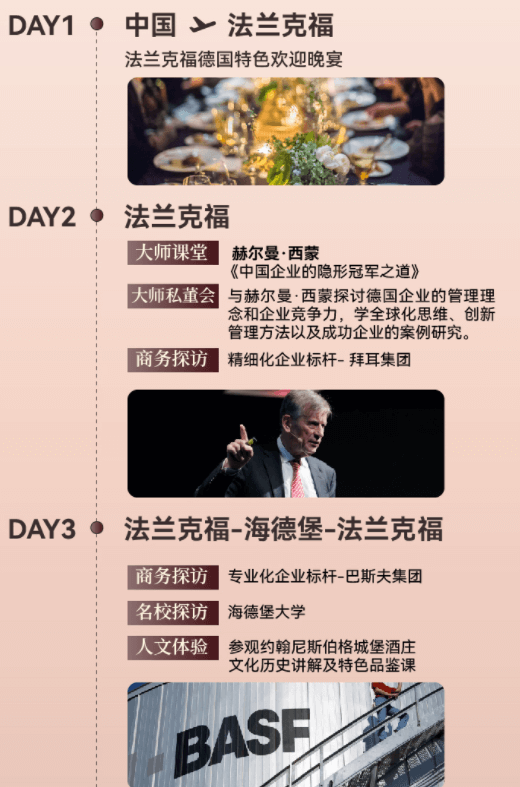 DAY1 中国 法兰克福
法兰克福德国特色欢迎晚宴
DAY2 法兰克福
大师课堂 赫尔曼·西蒙
《中国企业的隐形冠军之道》
大师私董会 与赫尔曼·西蒙探讨德国企业的管理理
念和企业竞争力，学全球化思维、创新
管理方法以及成功企业的案例研究。
商务探访 精细化企业标杆- 拜耳集团
DAY3 法兰克福-海德堡-法兰克福
商务探访 专业化企业标杆-巴斯夫集团
名校探访 海德堡大学
人文体验 参观约翰尼斯伯格城堡酒庄
文化历史讲解及特色品鉴课
BASF